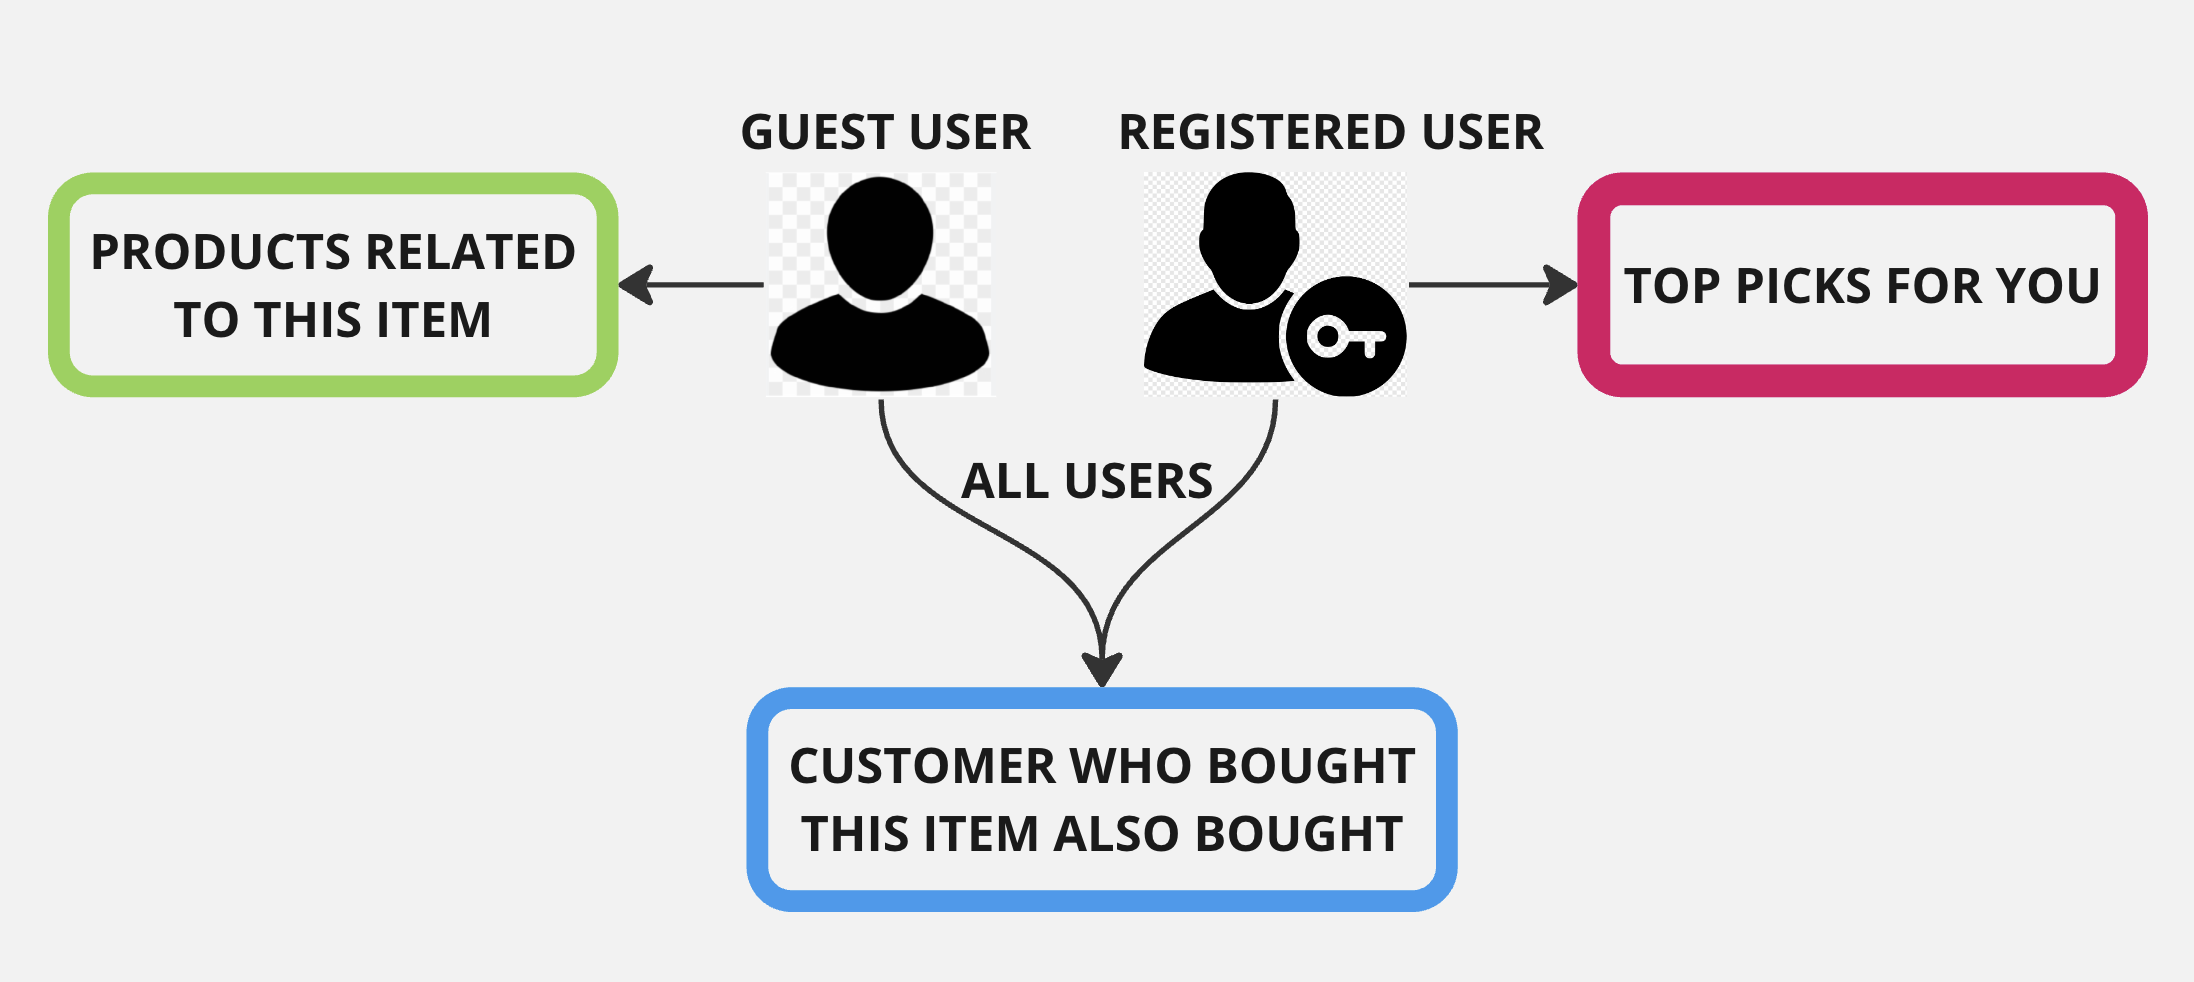 GUEST USER
REGISTERED USER
PRODUCTS RELATED
TO THIS ITEM
TOP PICKS FOR YOU
ALL USERS
CUSTOMER WHO BOUGHT
THIS ITEM ALSO BOUGHT